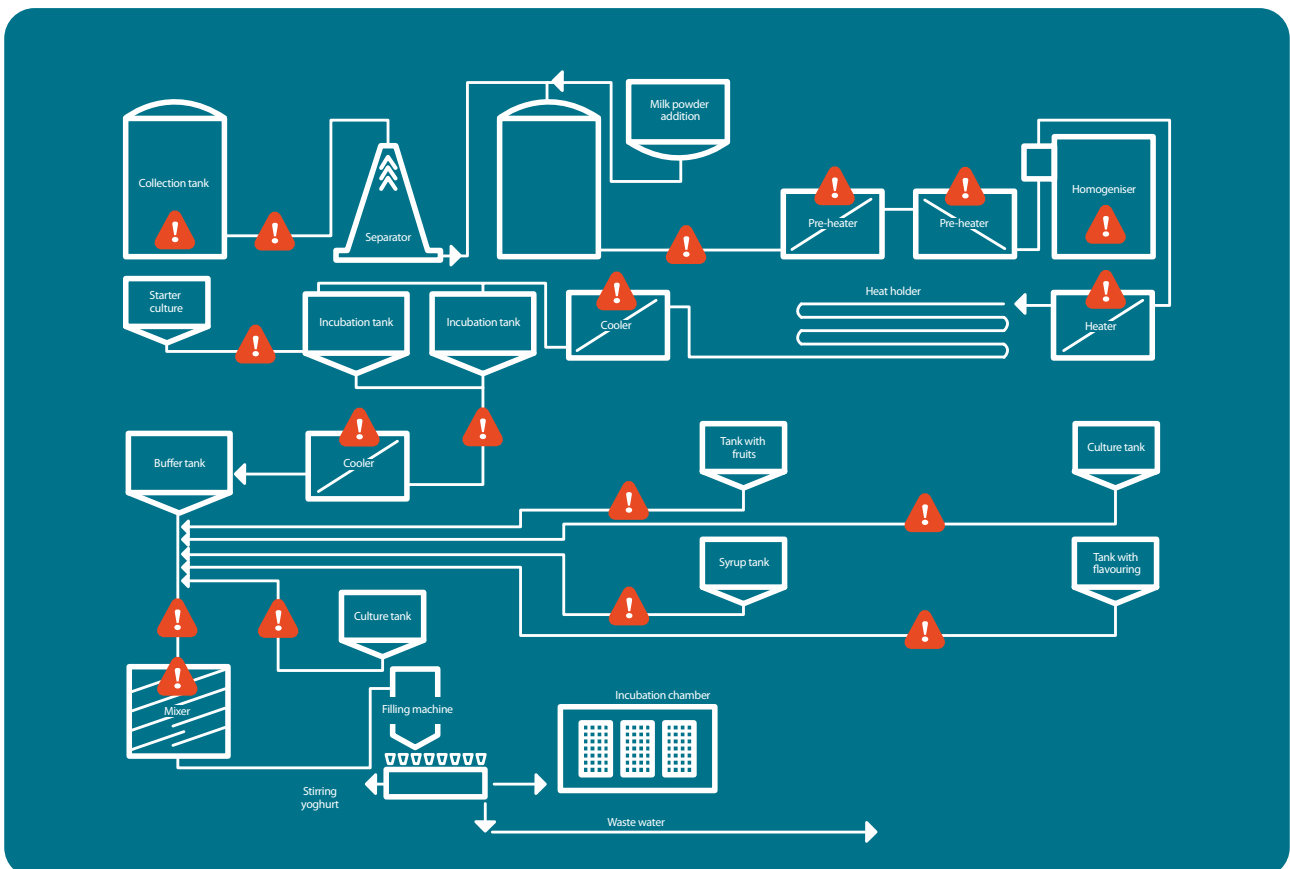 Milk powder
addition
Collection tank
Separator
Pre-heater
Pre-heater
Homogeniser
Starter
culture
Incubation tank
Incubation tank
Cooler
Heat holder
Heater
Buffer tank
Cooler
Tank with
fruits
Culture tank
Syrup tank
Tank with
flavouring
Culture tank
Mixer
Filling machine
Incubation chamber
Stirring
yoghurt
Waste water